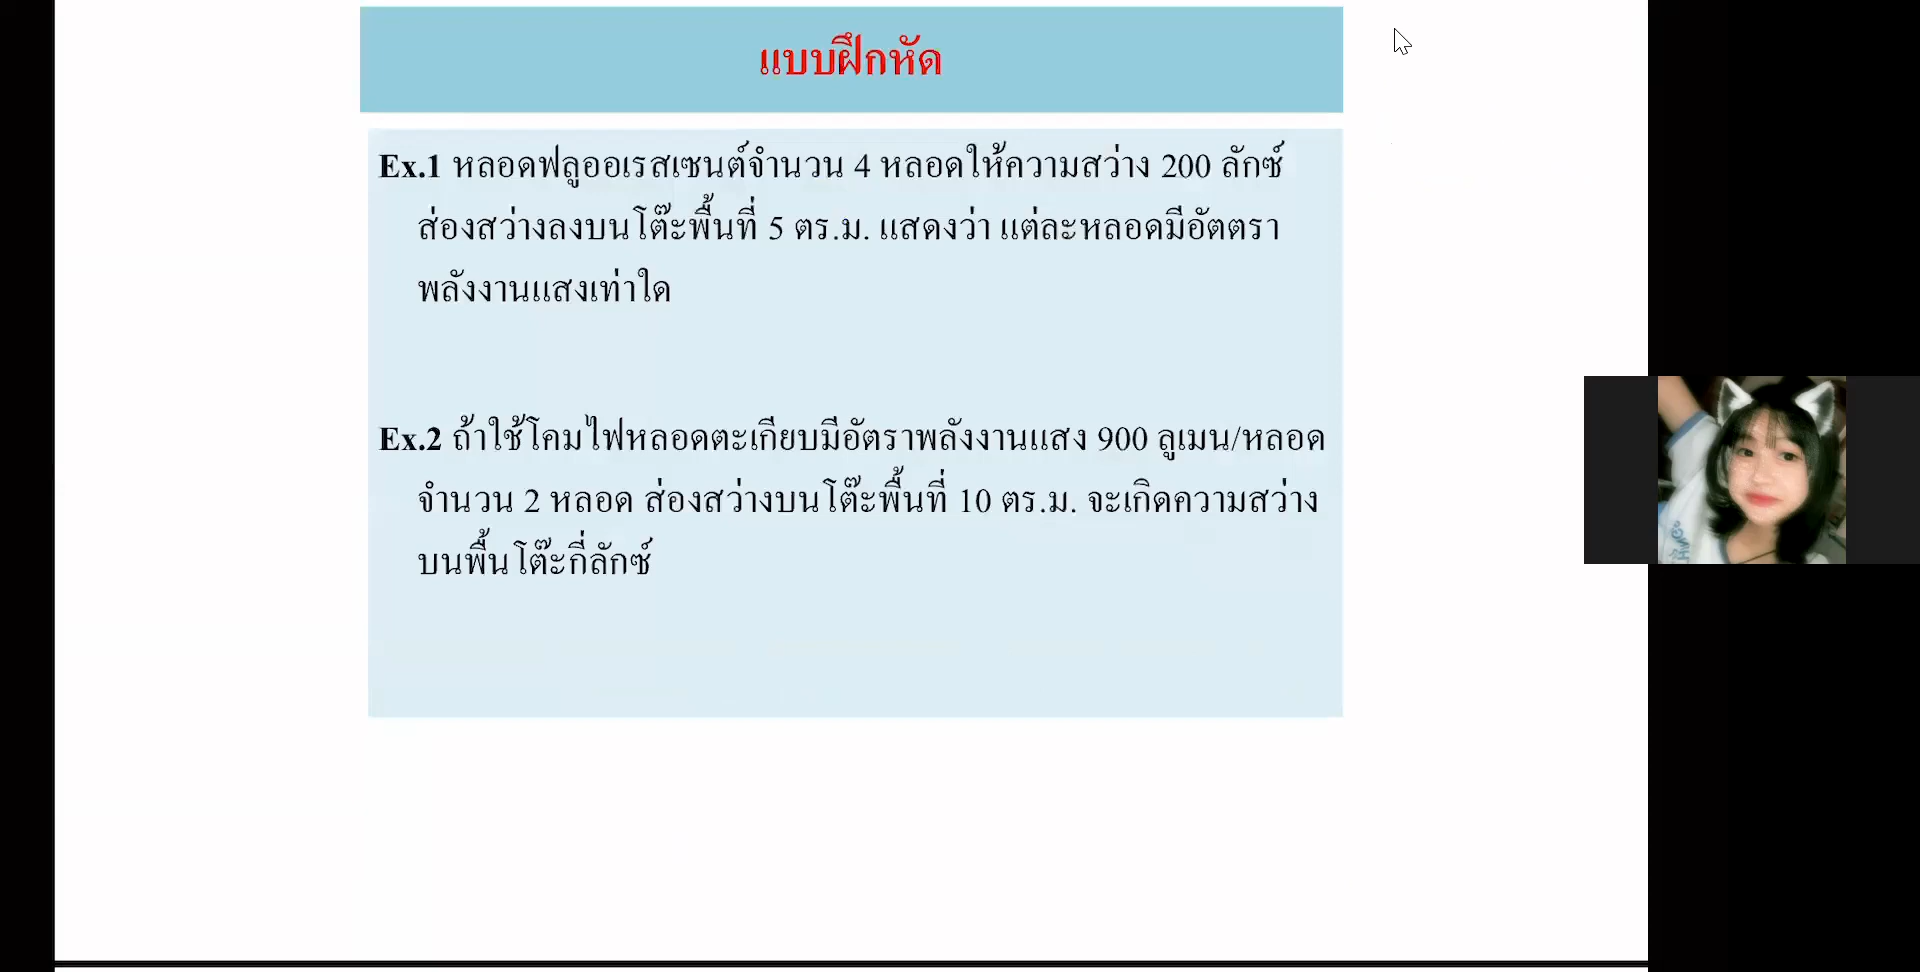 แบบฝึกหัด
Ex.1 หลอดฟลูออเรสเซนต์จำนวน 4 หลอดให้ความสว่าง 200 ลักซ์
ส่องสว่างลงบนโต๊ะพื้นที่ 5 ตร.ม. แสดงว่า แต่ละหลอดมีอัตตรา
พลังงานแสงเท่าใด
Ex.2 ถ้าใช้โคมไฟหลอดตะเกียบมีอัตราพลังงานแสง 900 ลูเมน/หลอด
จำนวน 2 หลอด ส่องสว่างบนโต๊ะพื้นที่ 10 ตร.ม. จะเกิดความสว่าง
บนพื้นโต๊ะกี่ลักซ์